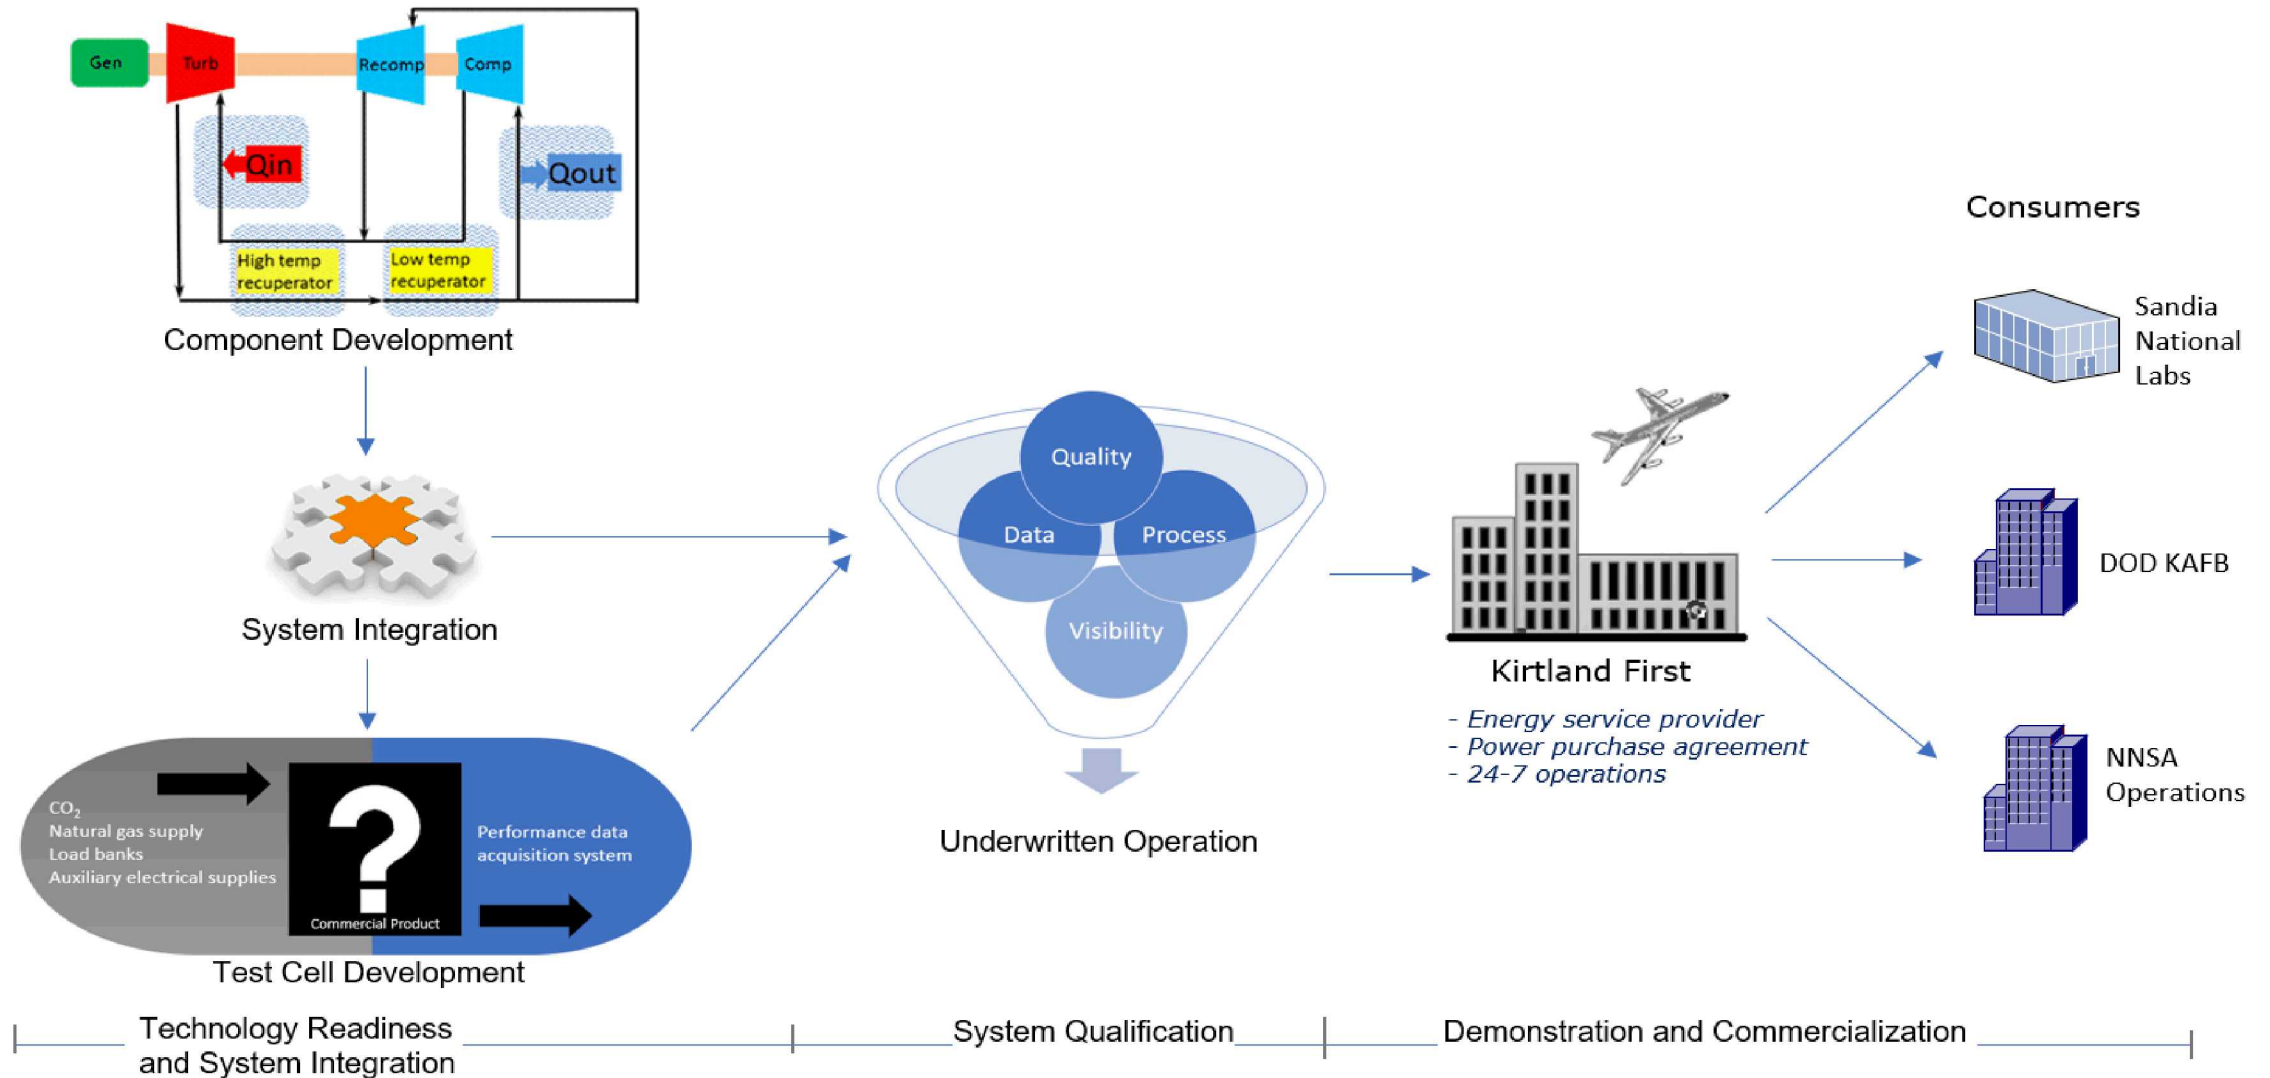 Gen
Turb
Recomp
Comp
Qin
Qout
High temp
recuperator
Low temp
recuperator
Component Development
System Integration
CO₂
Natural gas supply
Load banks
Auxiliary electrical supplies
Commercial Product
Performance data
acquisition system
Test Cell Development
Quality
Data
Process
Visibility
Underwritten Operation
Kirtland First
- Energy service provider
- Power purchase agreement
- 24-7 operations
Consumers
Sandia
National
Labs
DOD KAFB
NNSA
Operations
Technology Readiness
and System Integration
System Qualification
Demonstration and Commercialization